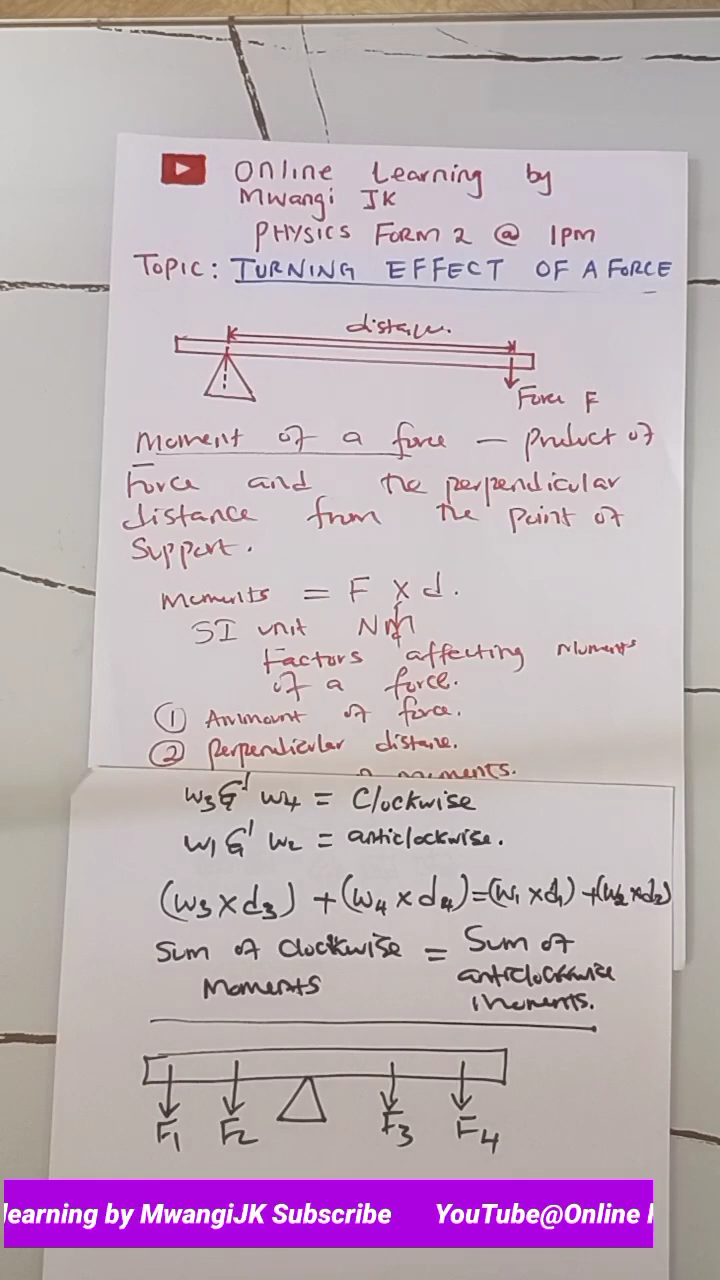 Online Learning by
Mwangi JK
PHYSICS FORM 2 @ 1PM
TOPIC: TURNING EFFECT OF A FORCE
distance.
Force F
Moment of a force – product of
Force and the perpendicular
distance from the point of
support.
Moments = F x d.
SI unit Nm
Factors affecting Moments
of a force.
① Ammount of force.
② Perpendicular distance.
moments.
W3 & W4 = Clockwise
W1 & W2 = anticlockwise.
(W3 x d3) + (W4 x d4) = (W1 x d1) + (W2 x d2)
Sum of Clockwise = Sum of
Moments anticlockwise
moments.
F1 F2 F3 F4
learning by MwangiJK Subscribe YouTube@Online